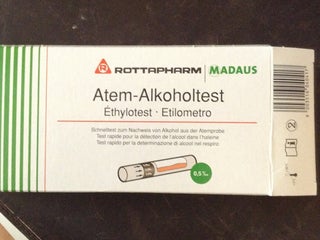 R ROTTAPHARM | MADAUS
Atem-Alkoholtest
Éthylotest · Etilometro
Schnelltest zum Nachweis von Alkohol aus der Atemprobe
Test rapide pour la détection de l'alcool dans l'haleine
Test rapido per la determinazione di alcool nel respiro
0,5 ‰
2